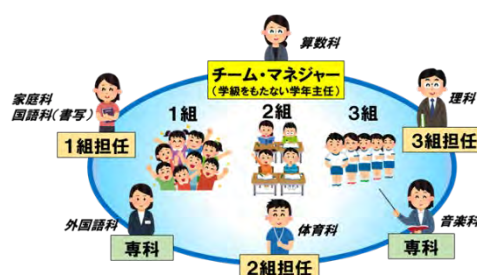 算数科
チーム・マネジャー
(学級をもたない学年主任)
家庭科
国語科(書写)
1組担任
1組
2組
3組
理科
3組担任
外国語科
専科
体育科
2組担任
音楽科
専科